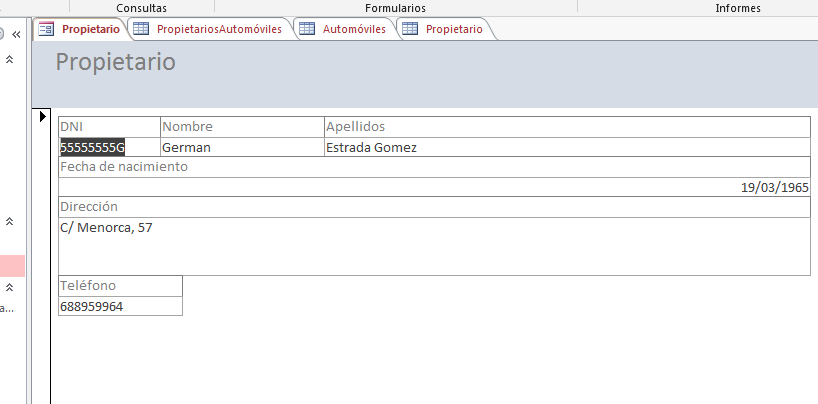 Consultas Formularios Informes
Propietario PropietariosAutomóviles Automóviles Propietario
Propietario
DNI Nombre Apellidos
55555555G German Estrada Gomez
Fecha de nacimiento
19/03/1965
Dirección
C/ Menorca, 57
Teléfono
688959964
a...